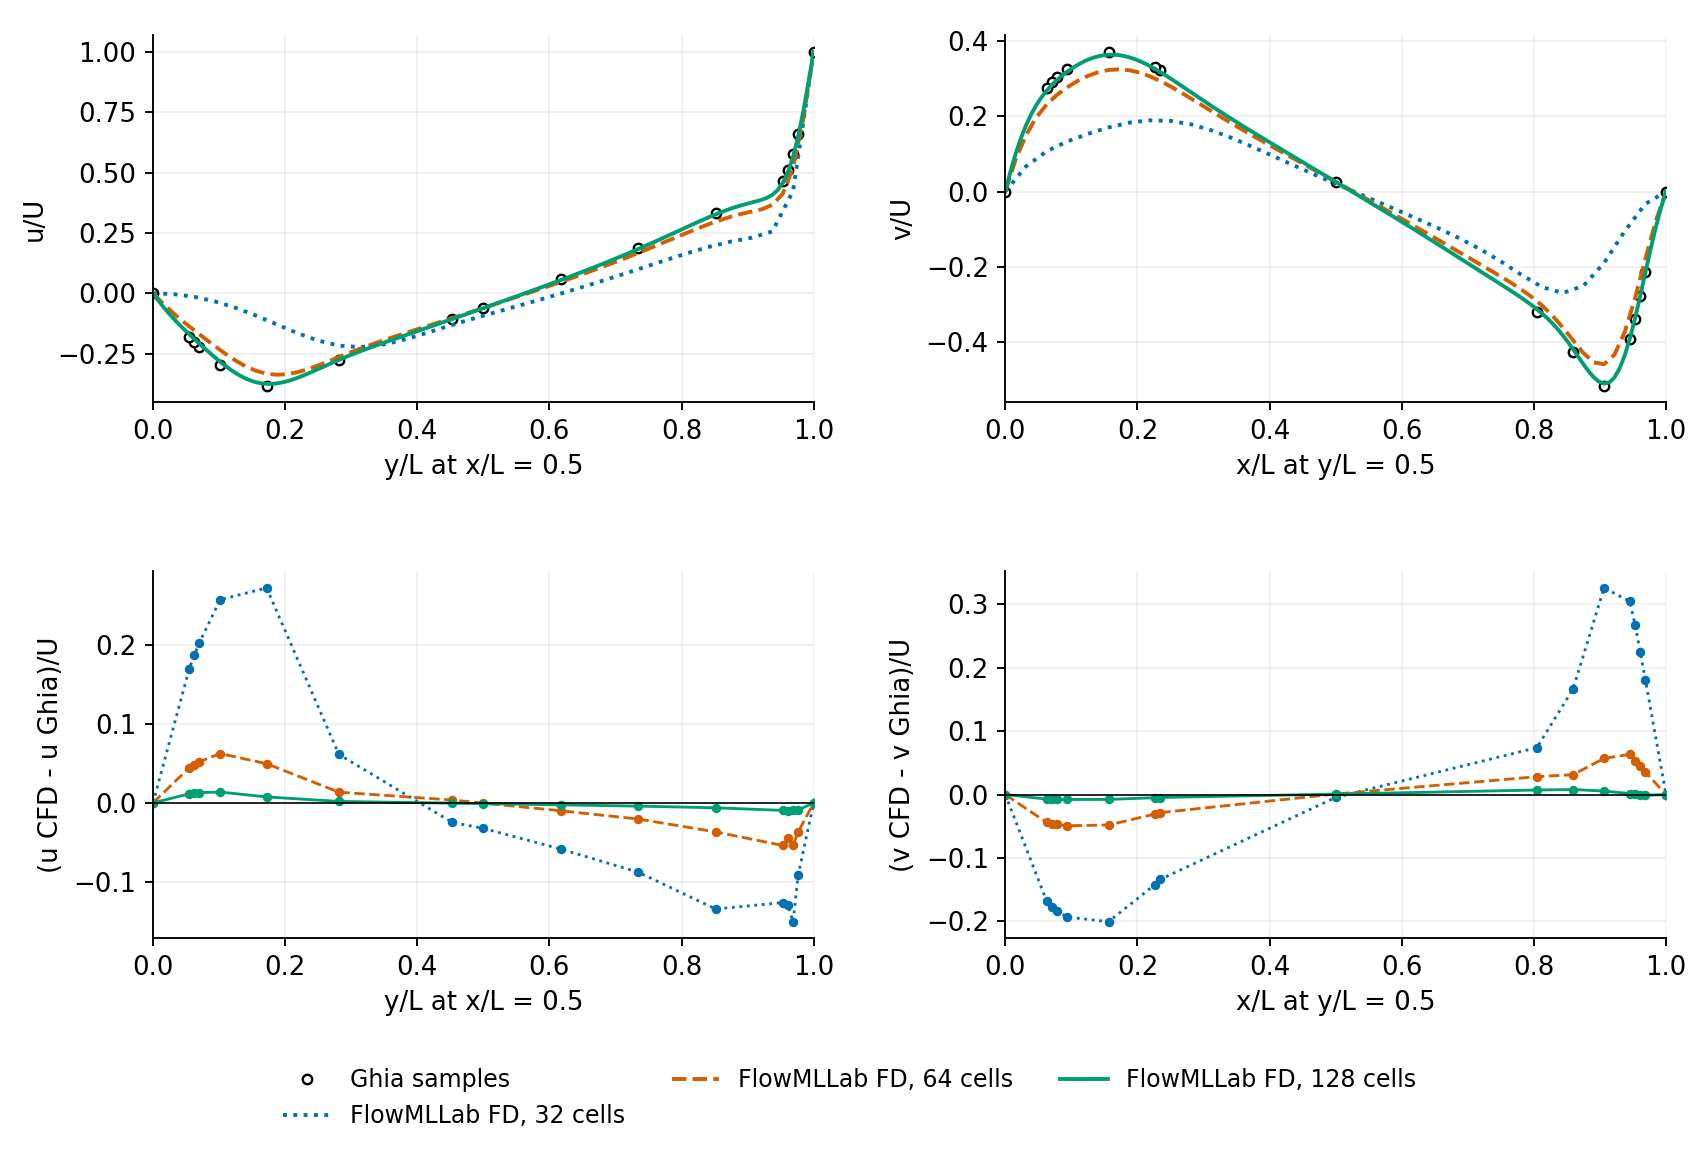 1.00
0.75
0.50
0.25
0.00
−0.25
u/U
0.0 0.2 0.4 0.6 0.8 1.0
y/L at x/L = 0.5
0.4
0.2
0.0
−0.2
−0.4
v/U
0.0 0.2 0.4 0.6 0.8 1.0
x/L at y/L = 0.5
0.2
0.1
0.0
−0.1
(u CFD - u Ghia)/U
0.0 0.2 0.4 0.6 0.8 1.0
y/L at x/L = 0.5
0.3
0.2
0.1
0.0
−0.1
−0.2
(v CFD - v Ghia)/U
0.0 0.2 0.4 0.6 0.8 1.0
x/L at y/L = 0.5
Ghia samples
FlowMLLab FD, 32 cells
FlowMLLab FD, 64 cells
FlowMLLab FD, 128 cells